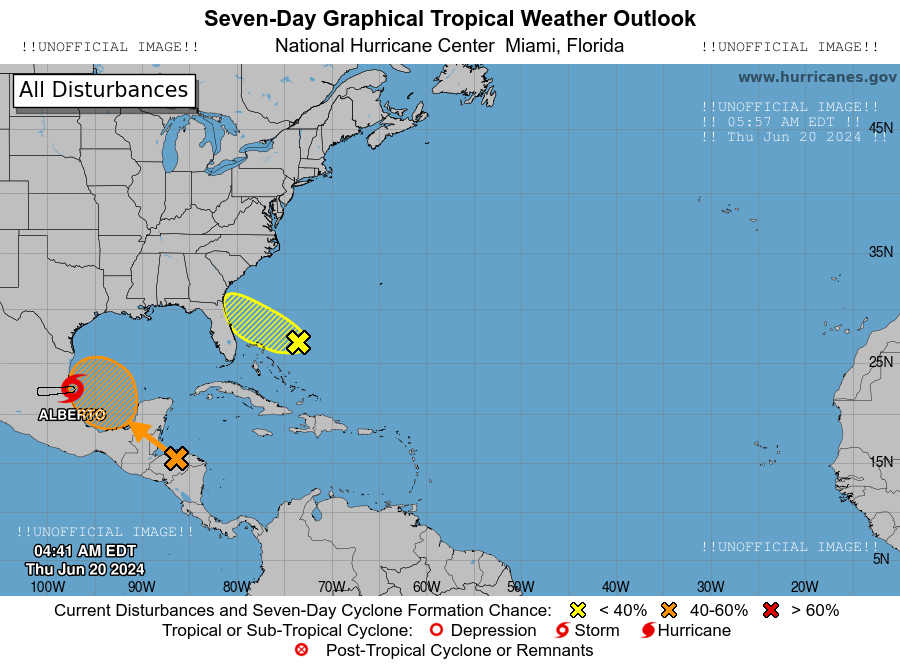 Seven-Day Graphical Tropical Weather Outlook
!!UNOFFICIAL IMAGE!! National Hurricane Center Miami, Florida !!UNOFFICIAL IMAGE!!
All Disturbances
www.hurricanes.gov
!!UNOFFICIAL IMAGE!!
!! 05:57 AM EDT !!
!! Thu Jun 20 2024 !!
45N
35N
25N
ALBERTO
15N
!!UNOFFICIAL IMAGE!!
04:41 AM EDT
Thu Jun 20 2024
!!UNOFFICIAL IMAGE!!
5N
100W 90W 80W 70W 60W 50W 40W 30W 20W
Current Disturbances and Seven-Day Cyclone Formation Chance: < 40% 40-60% > 60%
Tropical or Sub-Tropical Cyclone: Depression Storm Hurricane
Post-Tropical Cyclone or Remnants